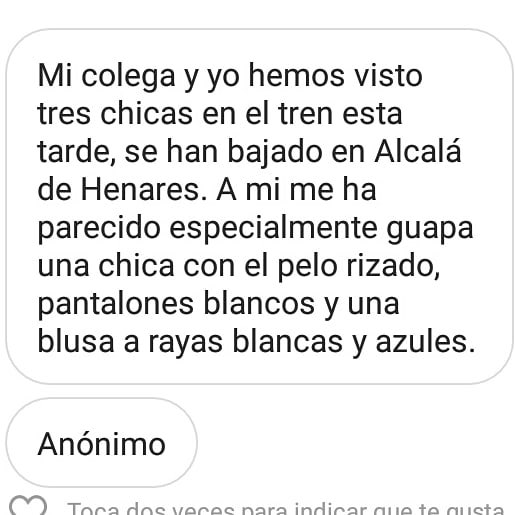 Mi colega y yo hemos visto
tres chicas en el tren esta
tarde, se han bajado en Alcalá
de Henares. A mi me ha
parecido especialmente guapa
una chica con el pelo rizado,
pantalones blancos y una
blusa a rayas blancas y azules.
Anónimo
Toca dos veces para indicar que te gusta